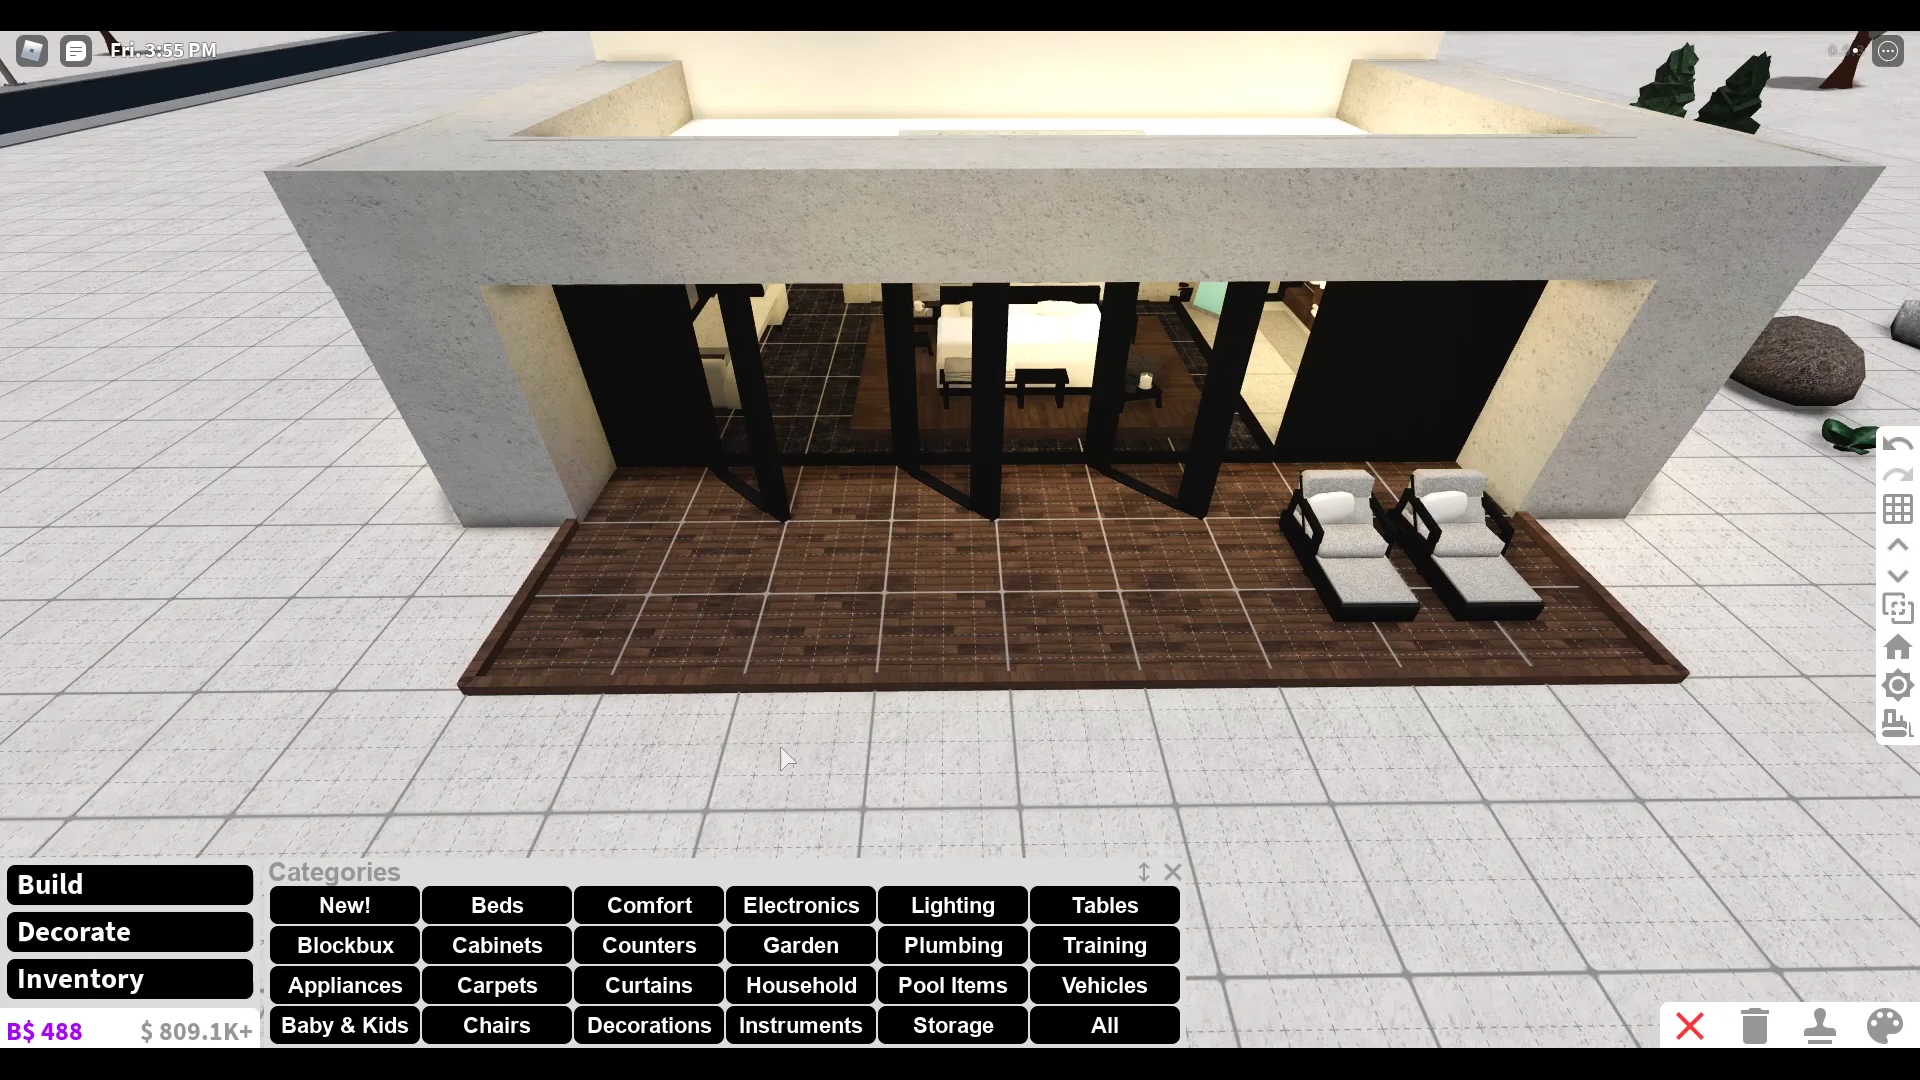 Fri. 3:55 PM
Build
Decorate
Inventory
B$ 488
$ 809.1K+
Categories
New!
Beds
Comfort
Electronics
Lighting
Tables
Blockbux
Cabinets
Counters
Garden
Plumbing
Training
Appliances
Carpets
Curtains
Household
Pool Items
Vehicles
Baby & Kids
Chairs
Decorations
Instruments
Storage
All